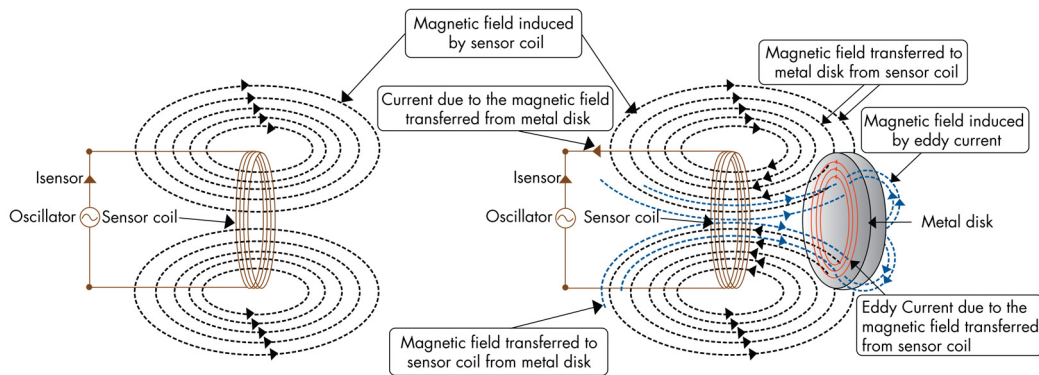 Magnetic field induced
by sensor coil
Isensor
Oscillator
Sensor coil
Current due to the magnetic field
transferred from metal disk
Magnetic field transferred to
metal disk from sensor coil
Magnetic field induced
by eddy current
Isensor
Oscillator
Sensor coil
Metal disk
Magnetic field transferred to
sensor coil from metal disk
Eddy Current due to the
magnetic field transferred
from sensor coil